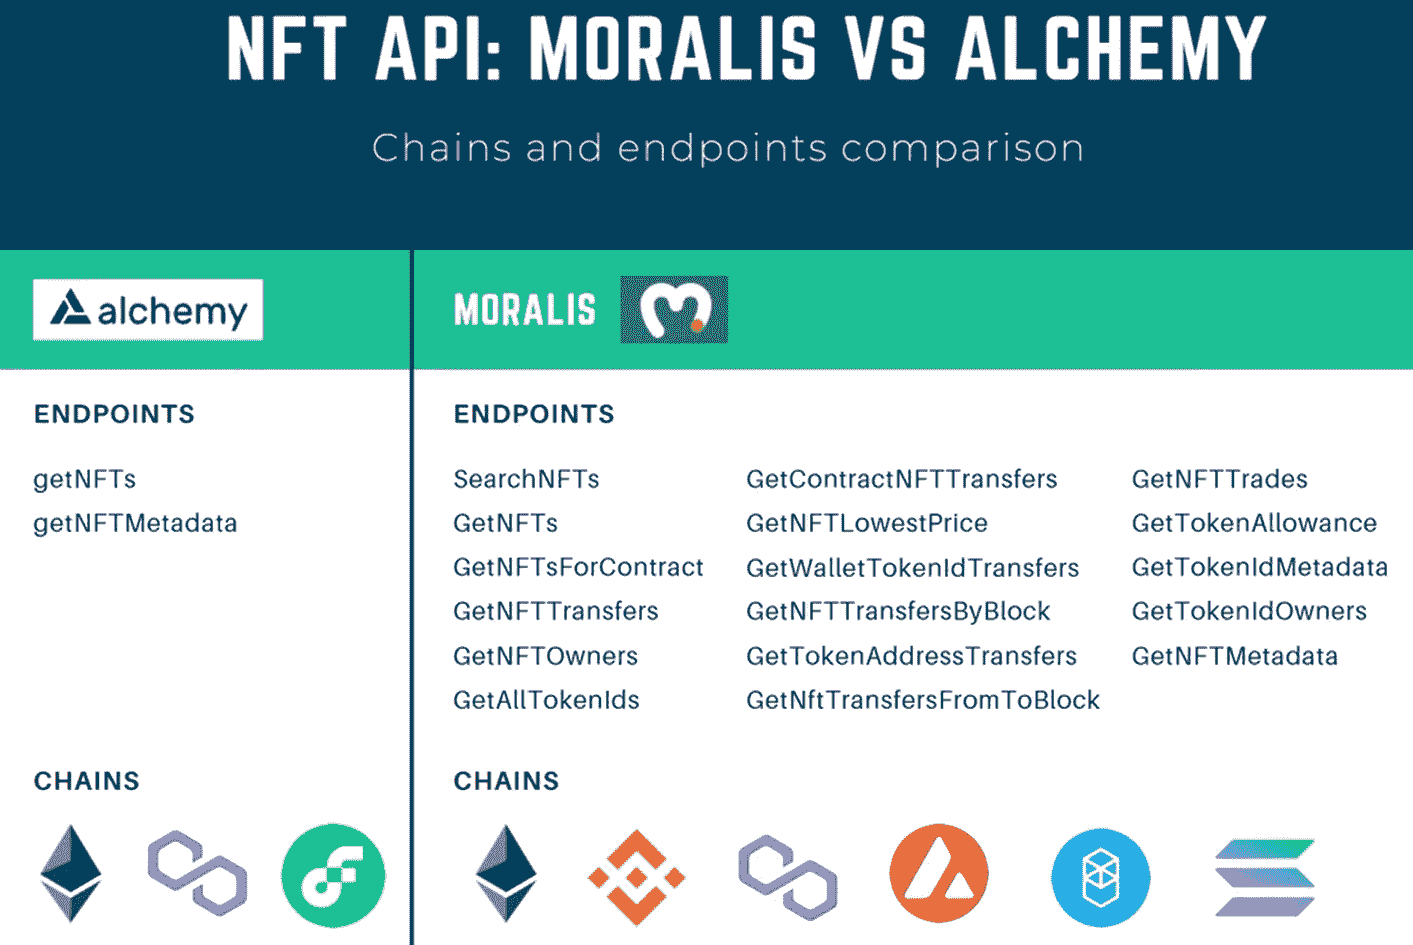 NFT API: MORALIS VS ALCHEMY
Chains and endpoints comparison
alchemy
ENDPOINTS
getNFTs
getNFTMetadata
CHAINS
MORALIS
ENDPOINTS
SearchNFTs
GetNFTs
GetNFTsForContract
GetNFTTransfers
GetNFTOwners
GetAllTokenIds
GetContractNFTTransfers
GetNFTLowestPrice
GetWalletTokenIdTransfers
GetNFTTransfersByBlock
GetTokenAddressTransfers
GetNftTransfersFromToBlock
GetNFTTrades
GetTokenAllowance
GetTokenIdMetadata
GetTokenIdOwners
GetNFTMetadata
CHAINS